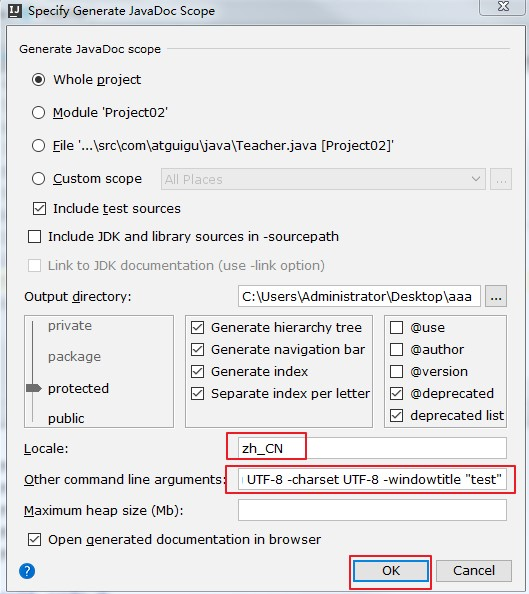 Specify Generate JavaDoc Scope
Generate JavaDoc scope
Whole project
Module 'Project02'
File '...\src\com\atguigu\java\Teacher.java [Project02]'
Custom scope All Places ...
Include test sources
Include JDK and library sources in -sourcepath
Link to JDK documentation (use -link option)
Output directory: C:\Users\Administrator\Desktop\aaa ...
private
package
protected
public
Generate hierarchy tree
Generate navigation bar
Generate index
Separate index per letter
@use
@author
@version
@deprecated
deprecated list
Locale: zh_CN
Other command line arguments: UTF-8 -charset UTF-8 -windowtitle "test"
Maximum heap size (Mb):
Open generated documentation in browser
? OK Cancel